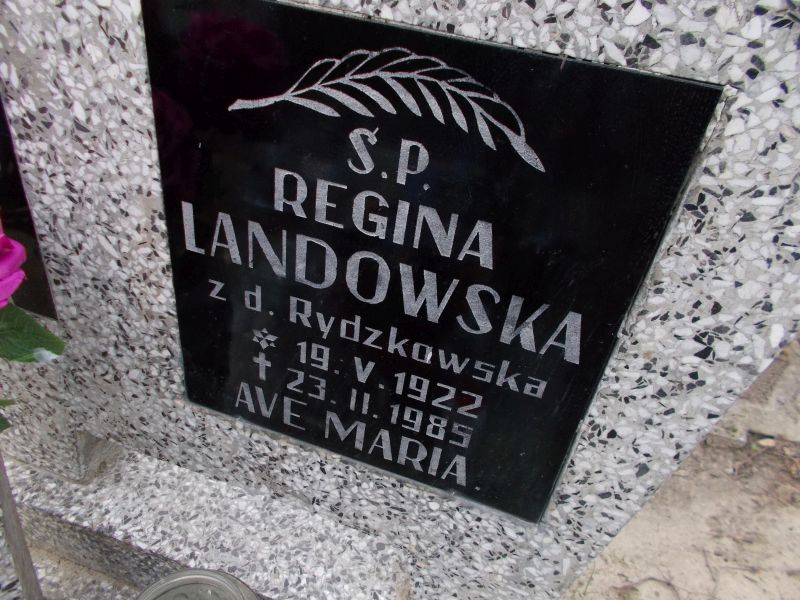 Ś.P.
REGINA
LANDOWSKA
z d. Rydzkowska
* 19. V. 1922
✝ 23. II. 1985
AVE MARIA